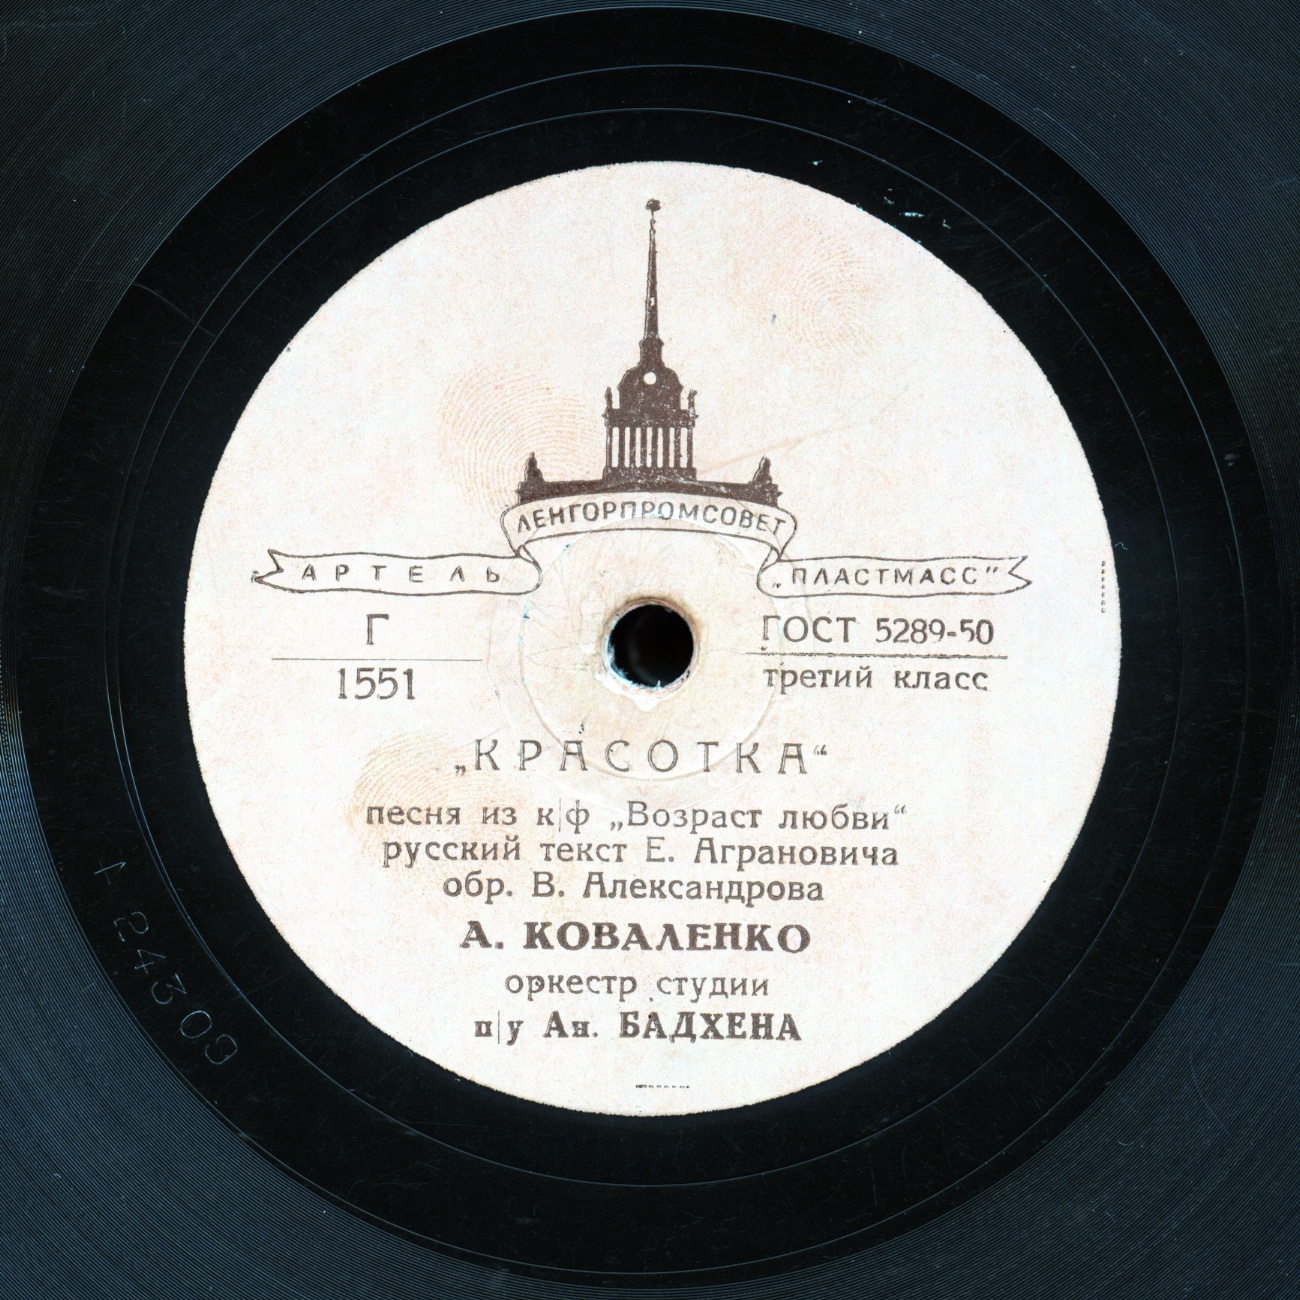 ЛЕНГОРПРОМСОВЕТ
АРТЕЛЬ „ПЛАСТМАСС"
Г
1551
ГОСТ 5289-50
третий класс
„КРАСОТКА“
песня из к|ф „Возраст любви“
русский текст Е. Аграновича
обр. В. Александрова
А. КОВАЛЕНКО
оркестр студии
п|у Ан. БАДХЕНА
24309